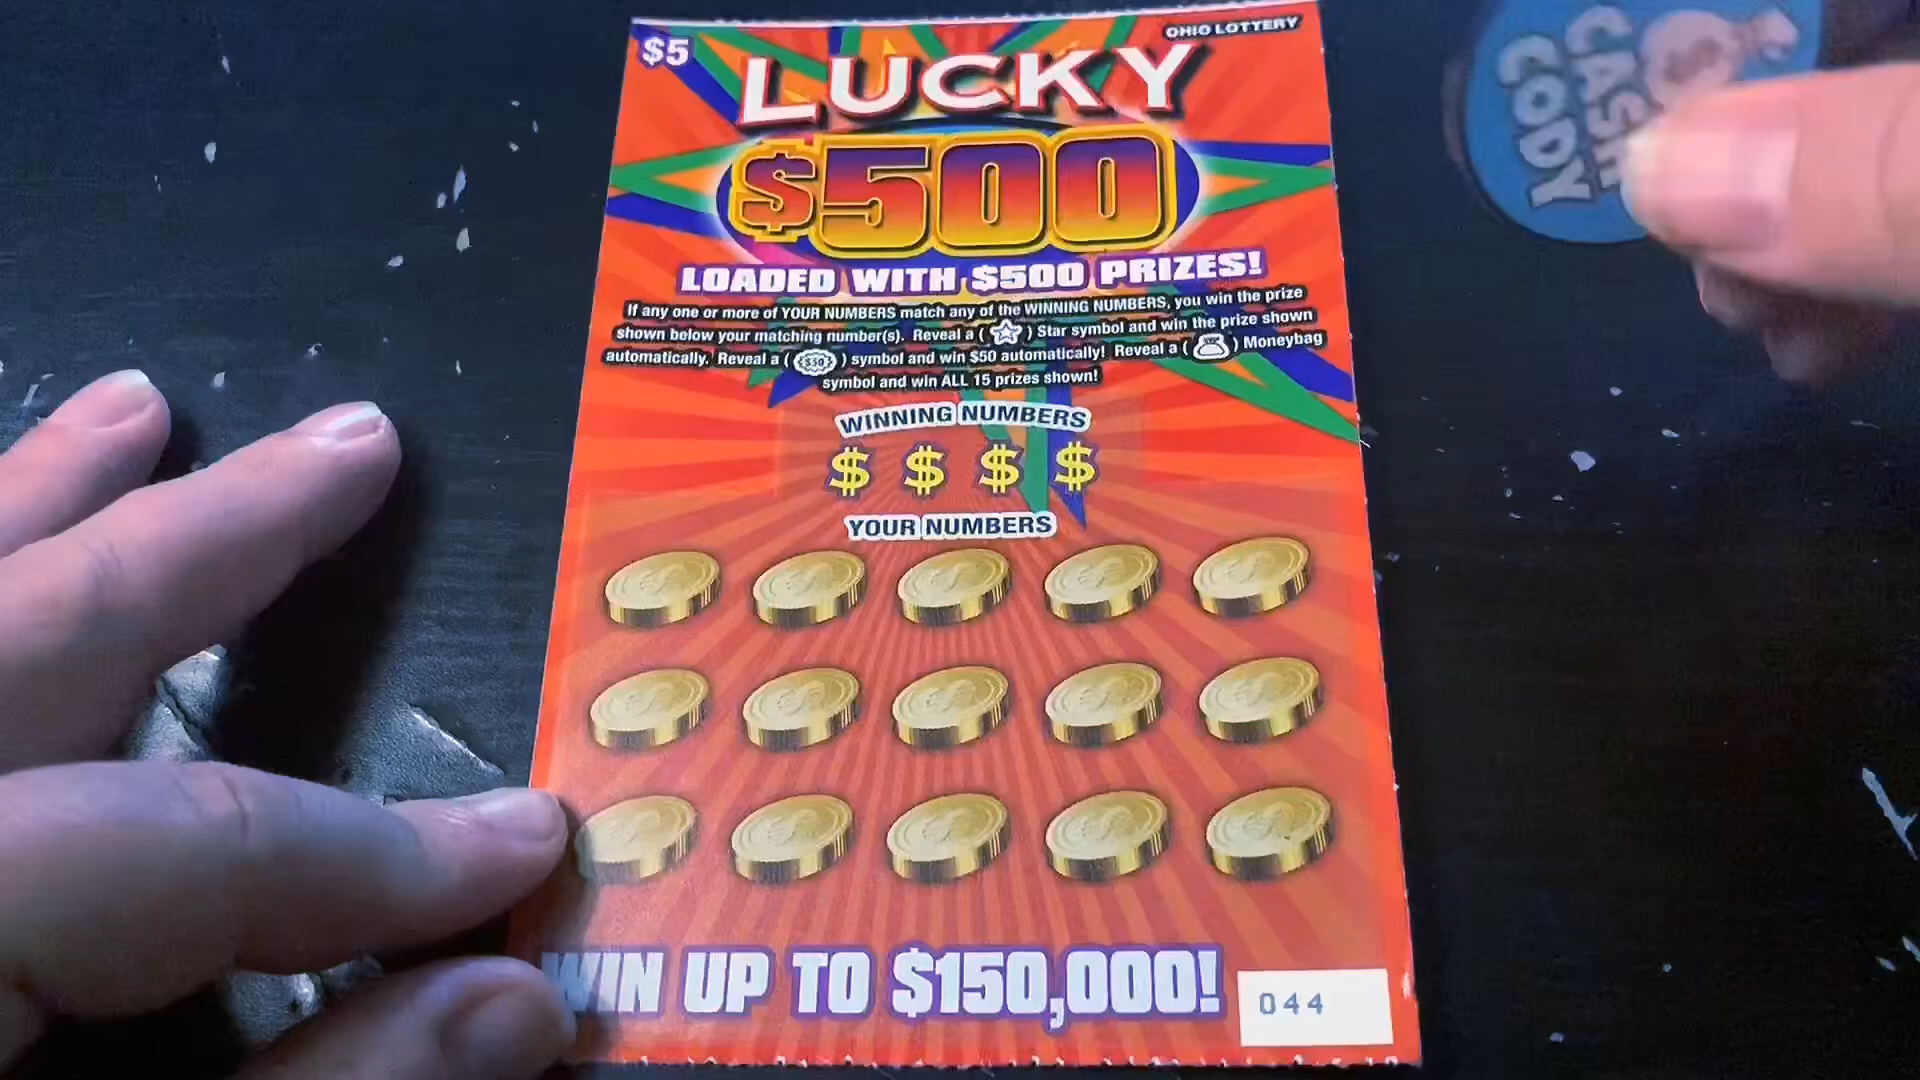 OHIO LOTTERY
$5
LUCKY
$500
LOADED WITH $500 PRIZES!
If any one or more of YOUR NUMBERS match any of the WINNING NUMBERS, you win the prize
shown below your matching number(s). Reveal a ( ) Star symbol and win the prize shown
automatically. Reveal a ( $50 ) symbol and win $50 automatically! Reveal a ( ) Moneybag
symbol and win ALL 15 prizes shown!
WINNING NUMBERS
$ $ $ $
YOUR NUMBERS
WIN UP TO $150,000!
044
CASH
CODY